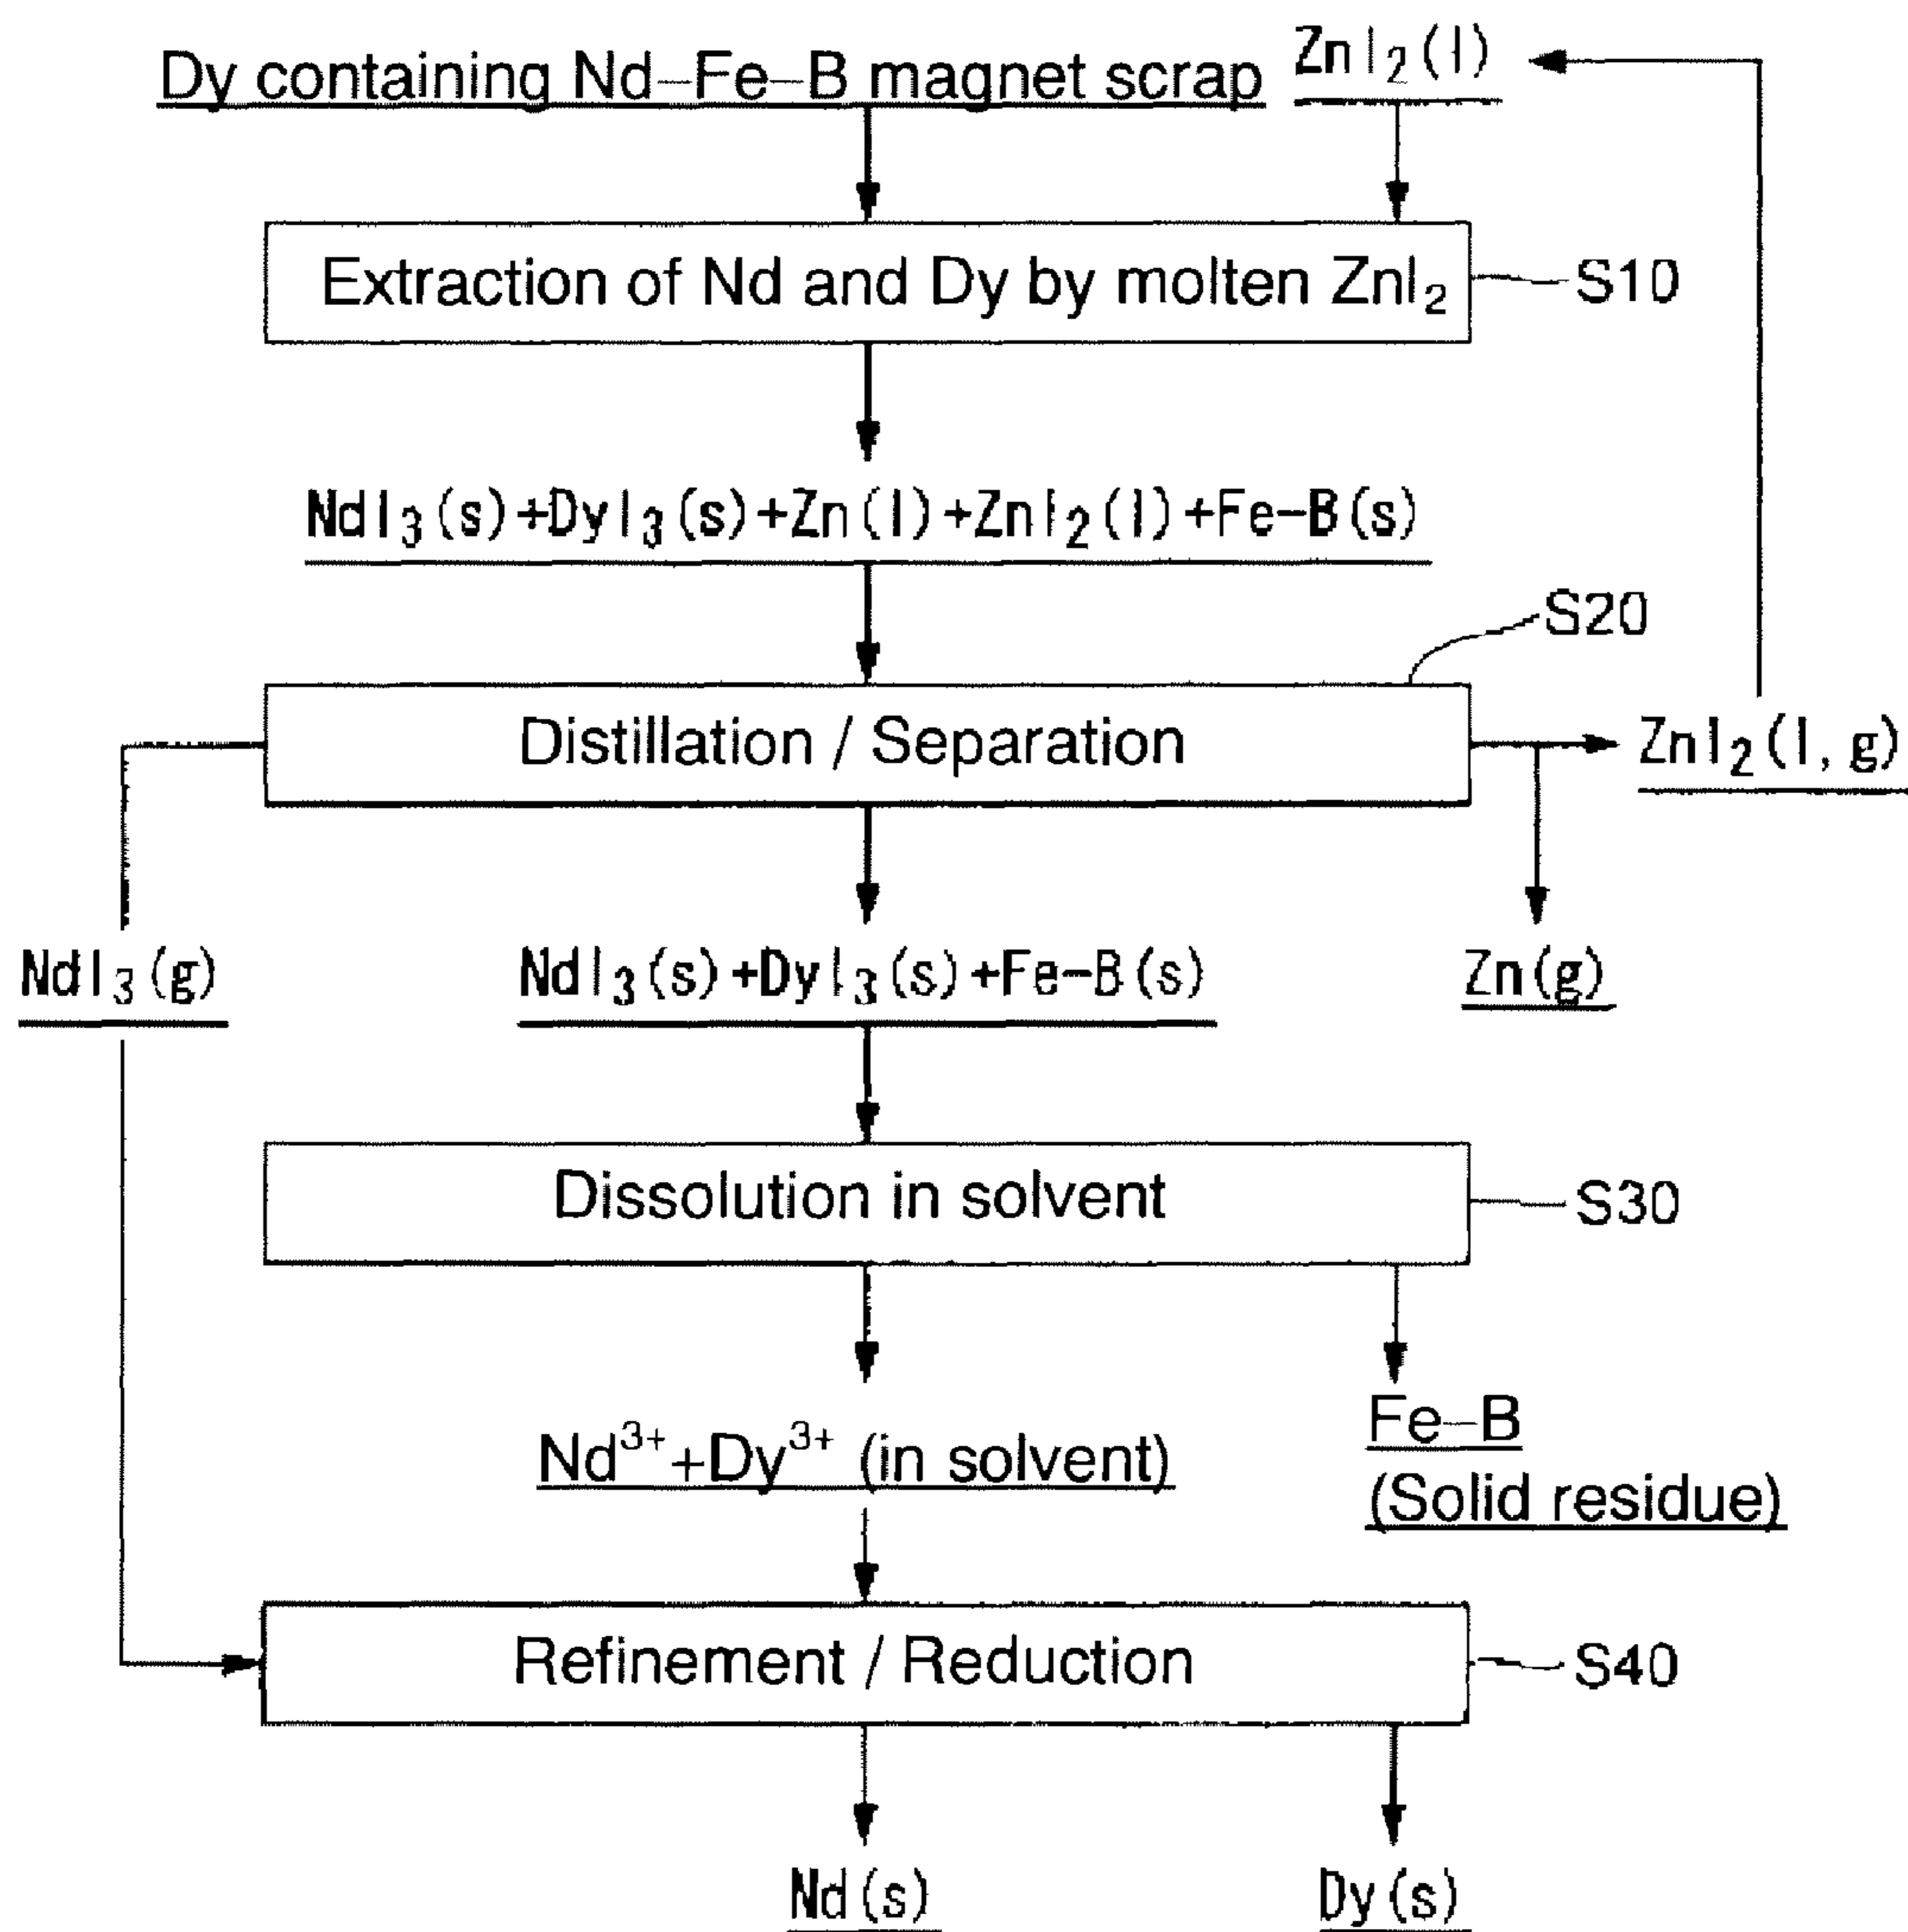 Dy containing Nd–Fe–B magnet scrap
ZnI₂(l)
Extraction of Nd and Dy by molten ZnI₂
S10
NdI₃(s)+DyI₃(s)+Zn(l)+ZnI₂(l)+Fe-B(s)
S20
Distillation / Separation
ZnI₂(l, g)
NdI₃(g)
NdI₃(s)+DyI₃(s)+Fe-B(s)
Zn(g)
Dissolution in solvent
S30
Nd³⁺+Dy³⁺ (in solvent)
Fe–B
(Solid residue)
Refinement / Reduction
S40
Nd(s)
Dy(s)